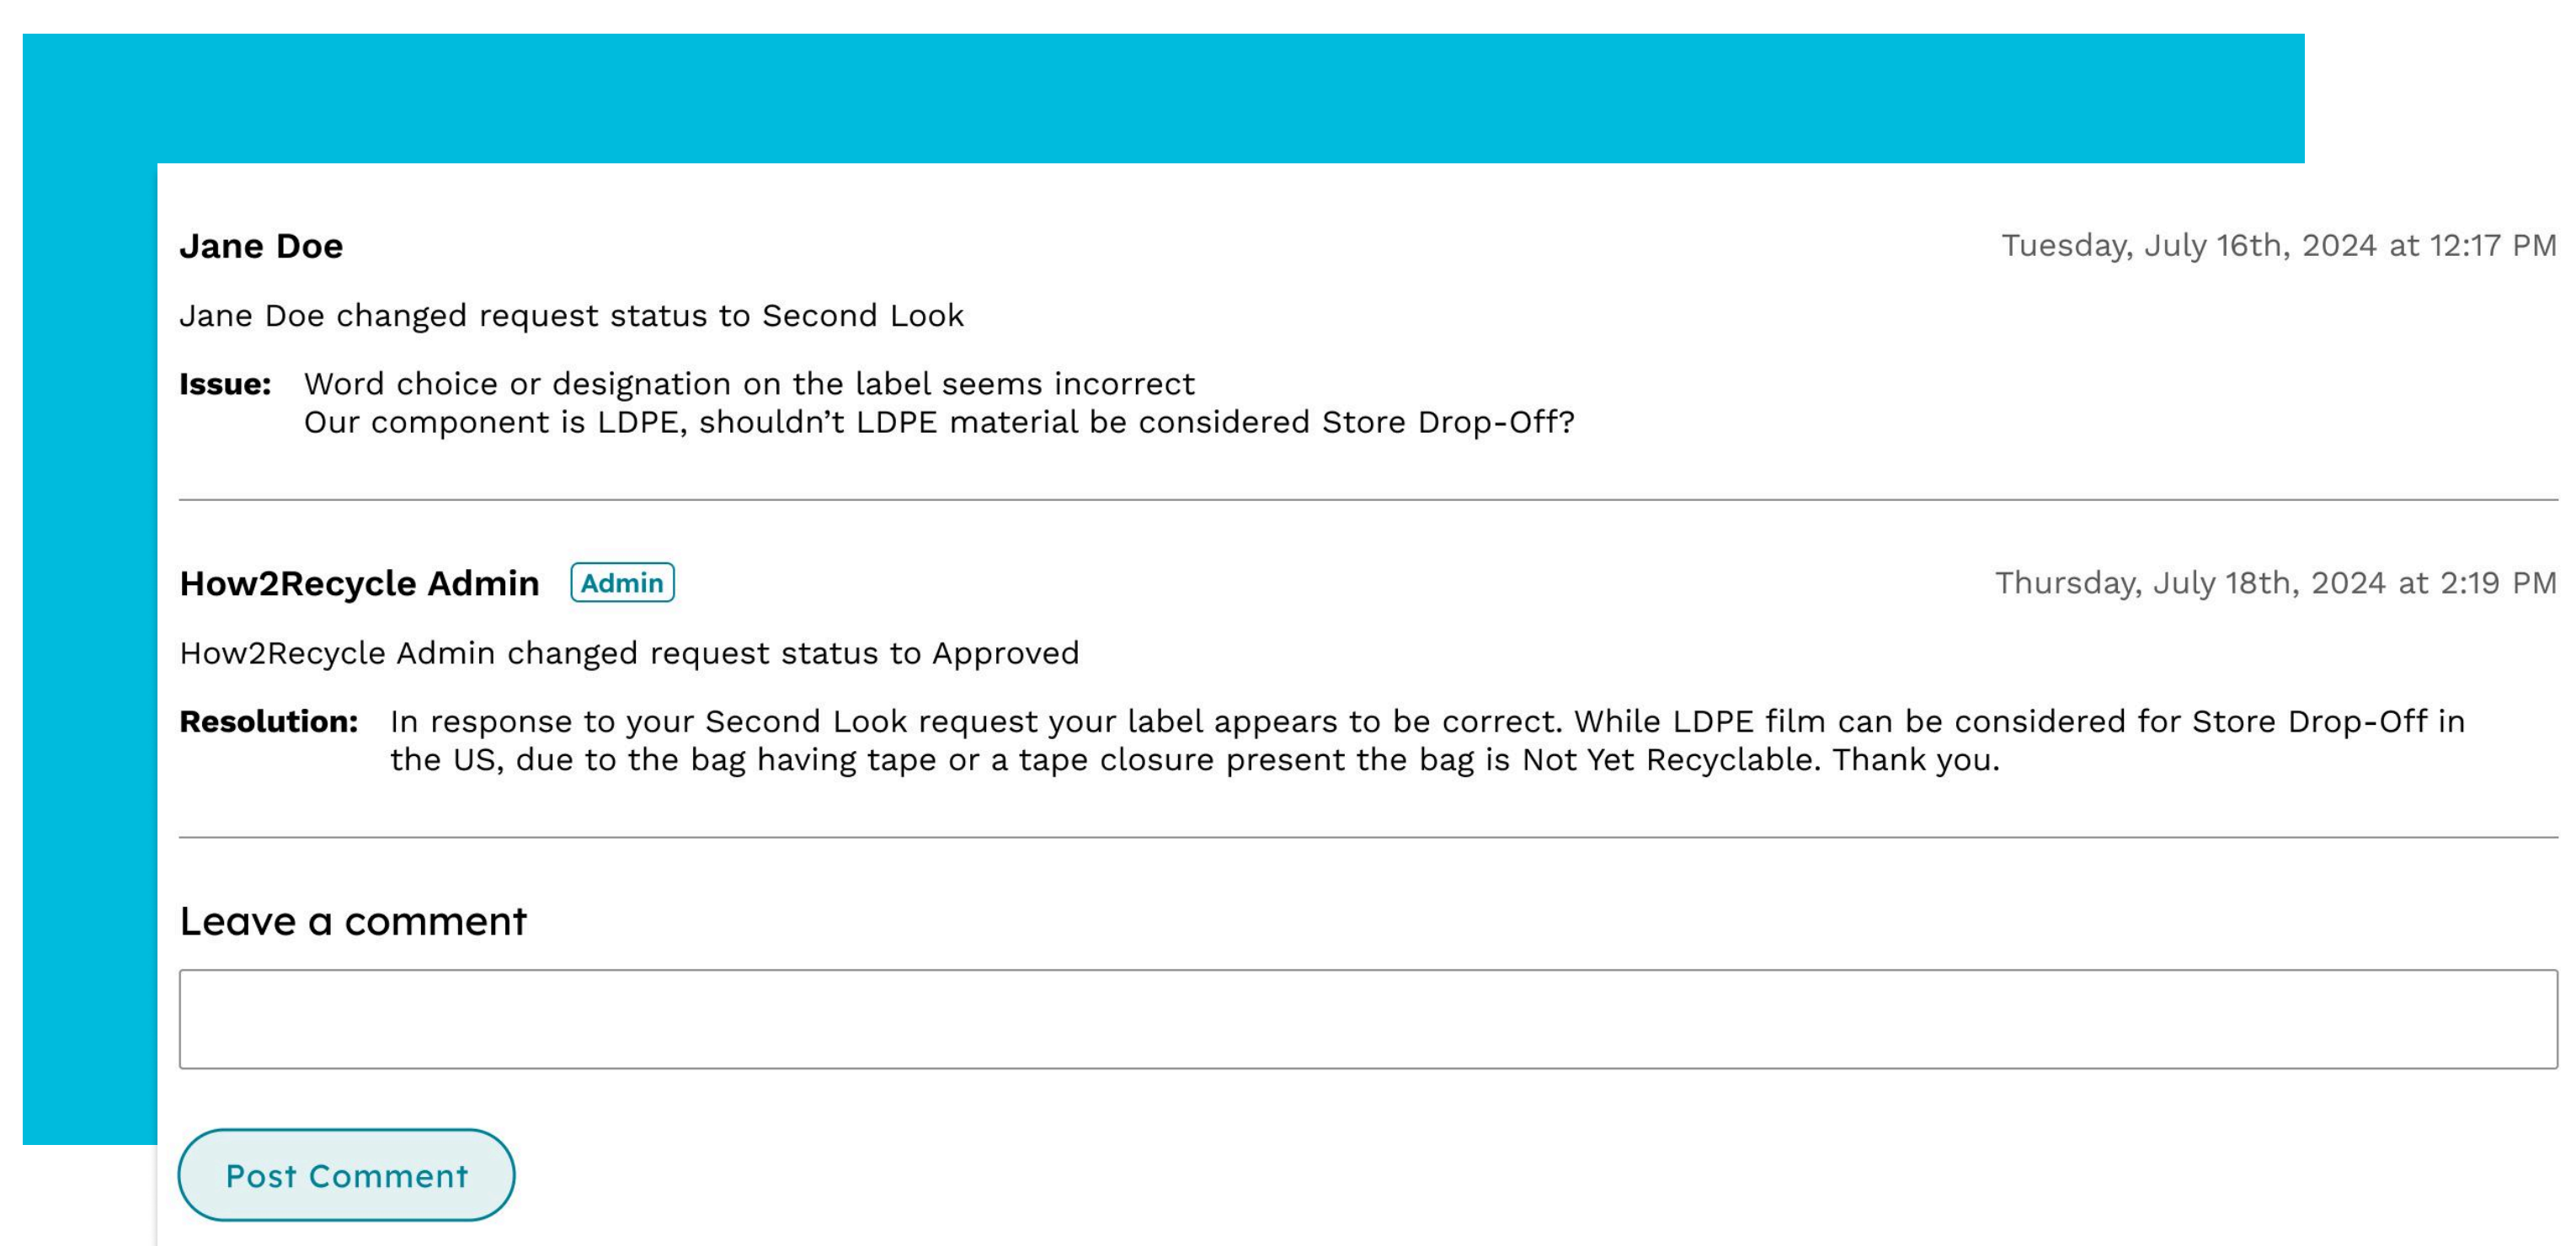 Jane Doe
Tuesday, July 16th, 2024 at 12:17 PM
Jane Doe changed request status to Second Look
Issue: Word choice or designation on the label seems incorrect
Our component is LDPE, shouldn’t LDPE material be considered Store Drop-Off?
How2Recycle Admin Admin
Thursday, July 18th, 2024 at 2:19 PM
How2Recycle Admin changed request status to Approved
Resolution: In response to your Second Look request your label appears to be correct. While LDPE film can be considered for Store Drop-Off in
the US, due to the bag having tape or a tape closure present the bag is Not Yet Recyclable. Thank you.
Leave a comment
Post Comment